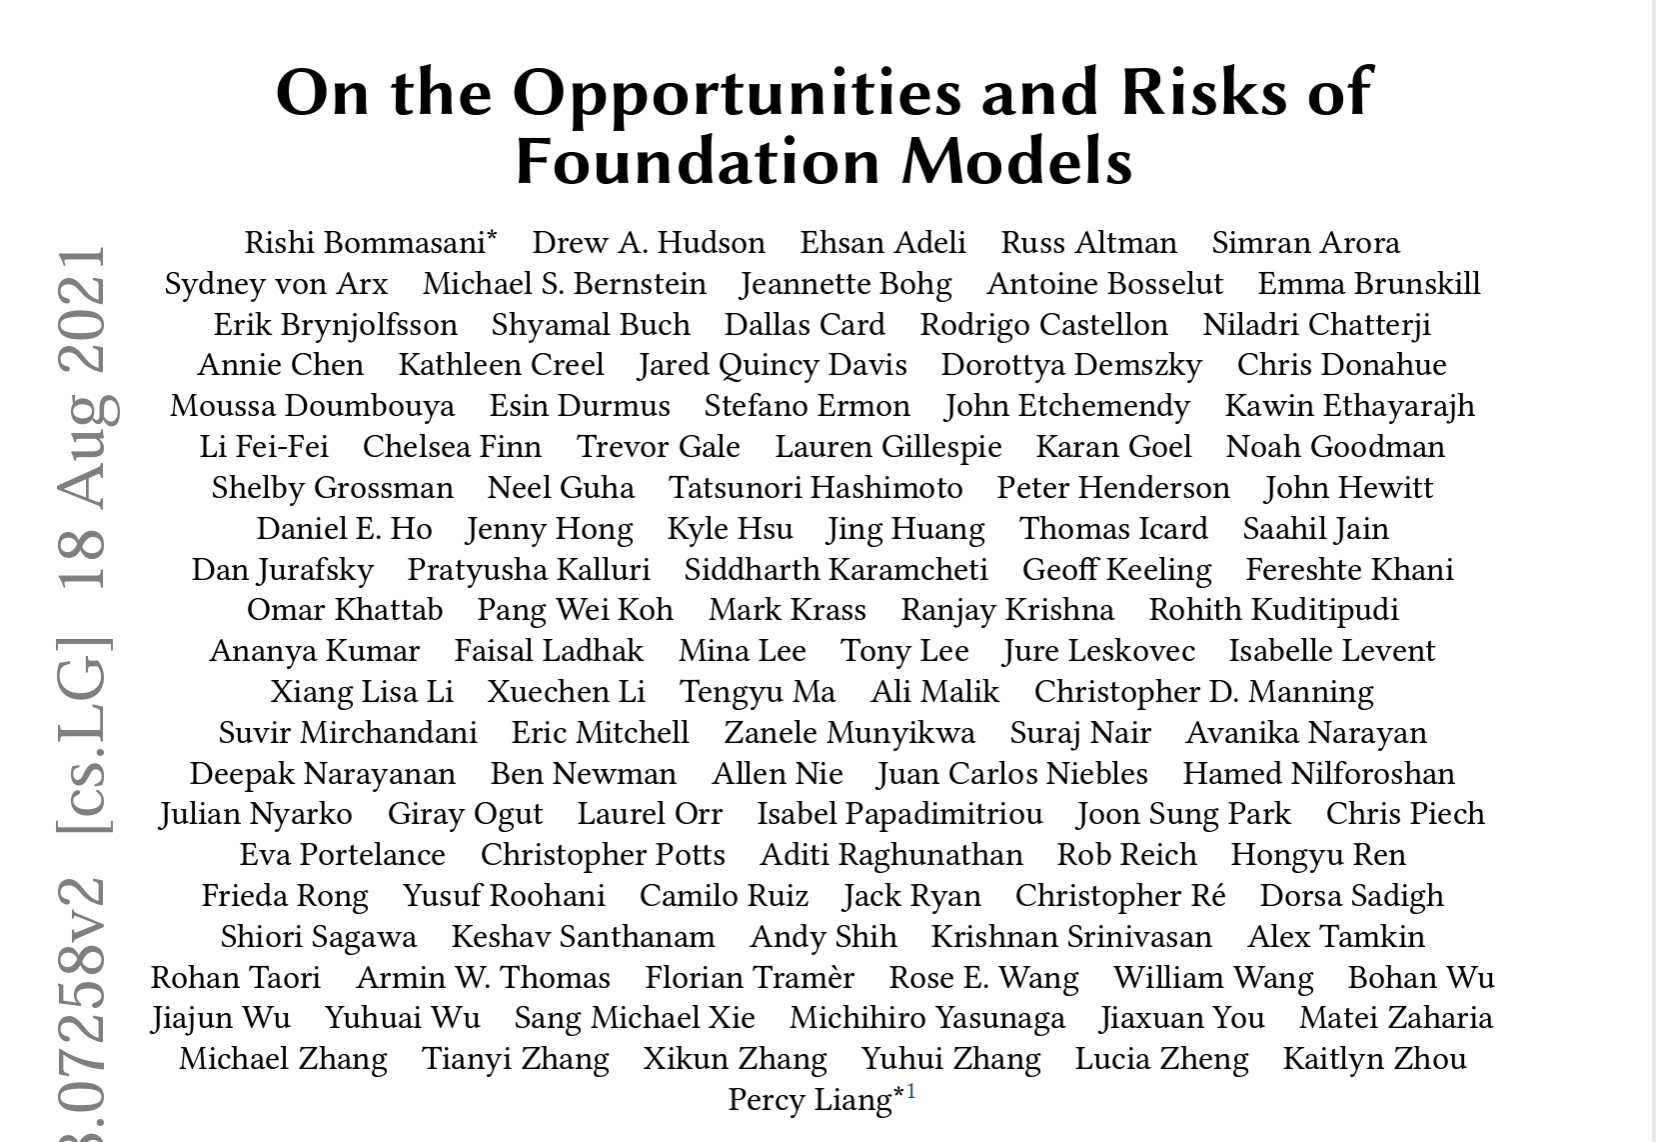 On the Opportunities and Risks of
Foundation Models
Rishi Bommasani* Drew A. Hudson Ehsan Adeli Russ Altman Simran Arora
Sydney von Arx Michael S. Bernstein Jeannette Bohg Antoine Bosselut Emma Brunskill
Erik Brynjolfsson Shyamal Buch Dallas Card Rodrigo Castellon Niladri Chatterji
Annie Chen Kathleen Creel Jared Quincy Davis Dorottya Demszky Chris Donahue
Moussa Doumbouya Esin Durmus Stefano Ermon John Etchemendy Kawin Ethayarajh
Li Fei-Fei Chelsea Finn Trevor Gale Lauren Gillespie Karan Goel Noah Goodman
Shelby Grossman Neel Guha Tatsunori Hashimoto Peter Henderson John Hewitt
Daniel E. Ho Jenny Hong Kyle Hsu Jing Huang Thomas Icard Saahil Jain
Dan Jurafsky Pratyusha Kalluri Siddharth Karamcheti Geoff Keeling Fereshte Khani
Omar Khattab Pang Wei Koh Mark Krass Ranjay Krishna Rohith Kuditipudi
Ananya Kumar Faisal Ladhak Mina Lee Tony Lee Jure Leskovec Isabelle Levent
Xiang Lisa Li Xuechen Li Tengyu Ma Ali Malik Christopher D. Manning
Suvir Mirchandani Eric Mitchell Zanele Munyikwa Suraj Nair Avanika Narayan
Deepak Narayanan Ben Newman Allen Nie Juan Carlos Niebles Hamed Nilforoshan
Julian Nyarko Giray Ogut Laurel Orr Isabel Papadimitriou Joon Sung Park Chris Piech
Eva Portelance Christopher Potts Aditi Raghunathan Rob Reich Hongyu Ren
Frieda Rong Yusuf Roohani Camilo Ruiz Jack Ryan Christopher Ré Dorsa Sadigh
Shiori Sagawa Keshav Santhanam Andy Shih Krishnan Srinivasan Alex Tamkin
Rohan Taori Armin W. Thomas Florian Tramèr Rose E. Wang William Wang Bohan Wu
Jiajun Wu Yuhuai Wu Sang Michael Xie Michihiro Yasunaga Jiaxuan You Matei Zaharia
Michael Zhang Tianyi Zhang Xikun Zhang Yuhui Zhang Lucia Zheng Kaitlyn Zhou
Percy Liang*1
.07258v2 [cs.LG] 18 Aug 2021